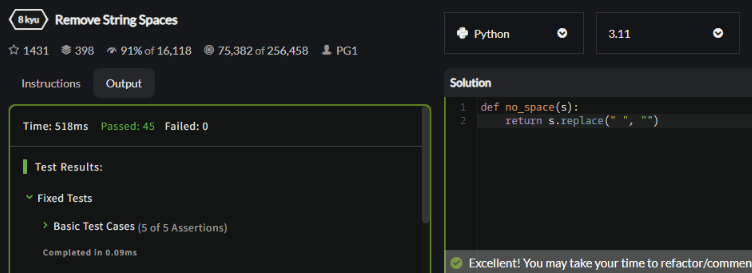 8 kyu Remove String Spaces
1431 398 91% of 16,118 75,382 of 256,458 PG1
Python 3.11
Instructions Output
Time: 518ms Passed: 45 Failed: 0
Test Results:
Fixed Tests
Basic Test Cases (5 of 5 Assertions)
Completed in 0.09ms
Solution
1 def no_space(s):
2 return s.replace(" ", "")
Excellent! You may take your time to refactor/commen